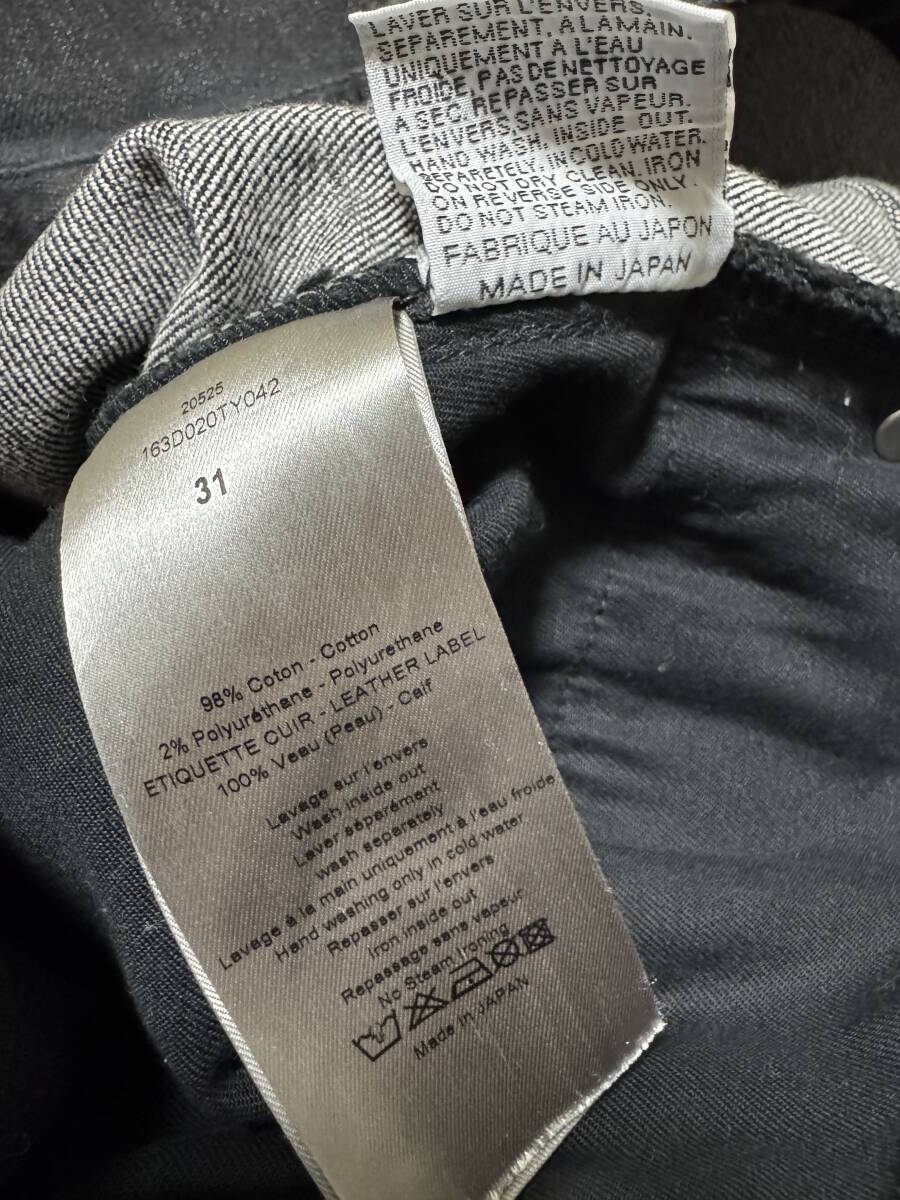 LAVER SUR L'ENVERS,
SEPAREMENT, A LA MAIN.
UNIQUEMENT A L'EAU
FROIDE, PAS DE NETTOYAGE
A SEC, REPASSER SUR
L'ENVERS, SANS VAPEUR.
HAND WASH, INSIDE OUT.
SEPARETELY, IN COLD WATER.
DO NOT DRY CLEAN. IRON
ON REVERSE SIDE ONLY.
DO NOT STEAM IRON.
FABRIQUE AU JAPON
MADE IN JAPAN
20525
163D020TY042
31
98% Coton - Cotton
2% Polyuréthane - Polyurethane
ETIQUETTE CUIR - LEATHER LABEL
100% Veau (Peau) - Calf
Lavage sur l'envers
Wash inside out
Laver séparément
wash separately
Lavage à la main uniquement à l'eau froide
Hand washing only in cold water
Repasser sur l'envers
Iron inside out
Repassage sans vapeur
No Steam Ironing
Made in JAPAN